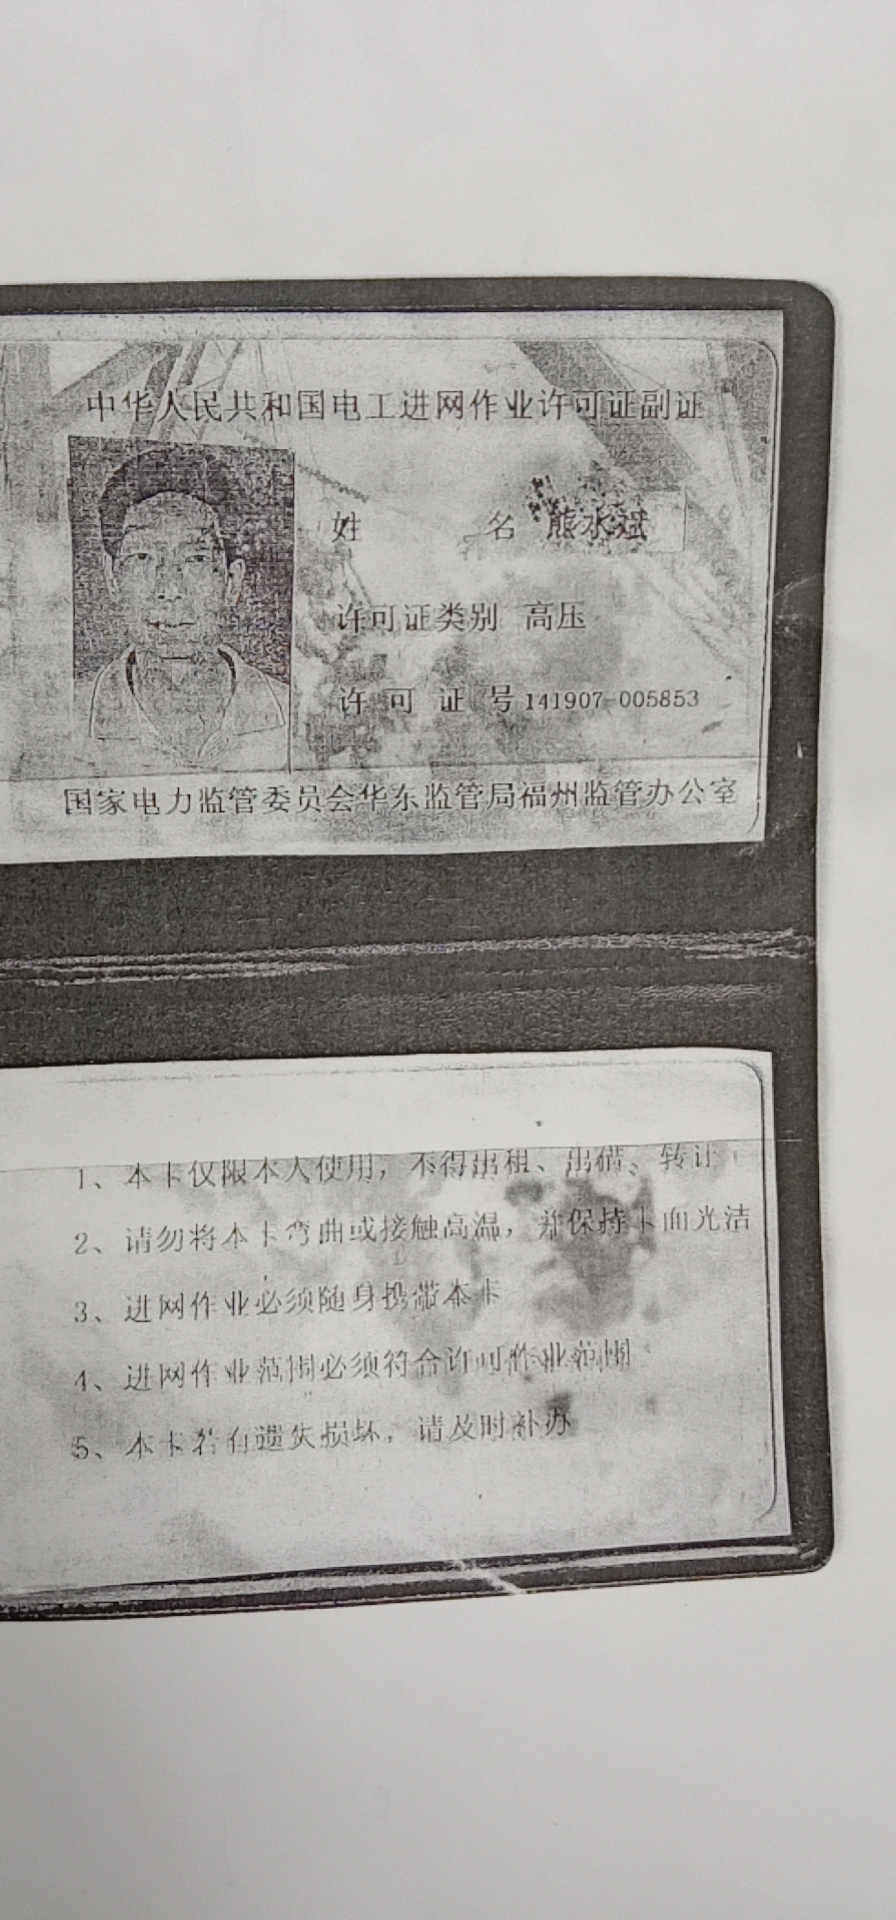 中华人民共和国电工进网作业许可证副证
姓 名 熊水斌
许可证类别 高压
许可证号 141907-005853
国家电力监管委员会华东监管局福州监管办公室
1、本卡仅限本人使用，不得出租、出借、转让
2、请勿将本卡弯曲或接触高温，并保持卡面光洁
3、进网作业必须随身携带本卡
4、进网作业范围必须符合许可作业范围
5、本卡若有遗失损坏，请及时补办